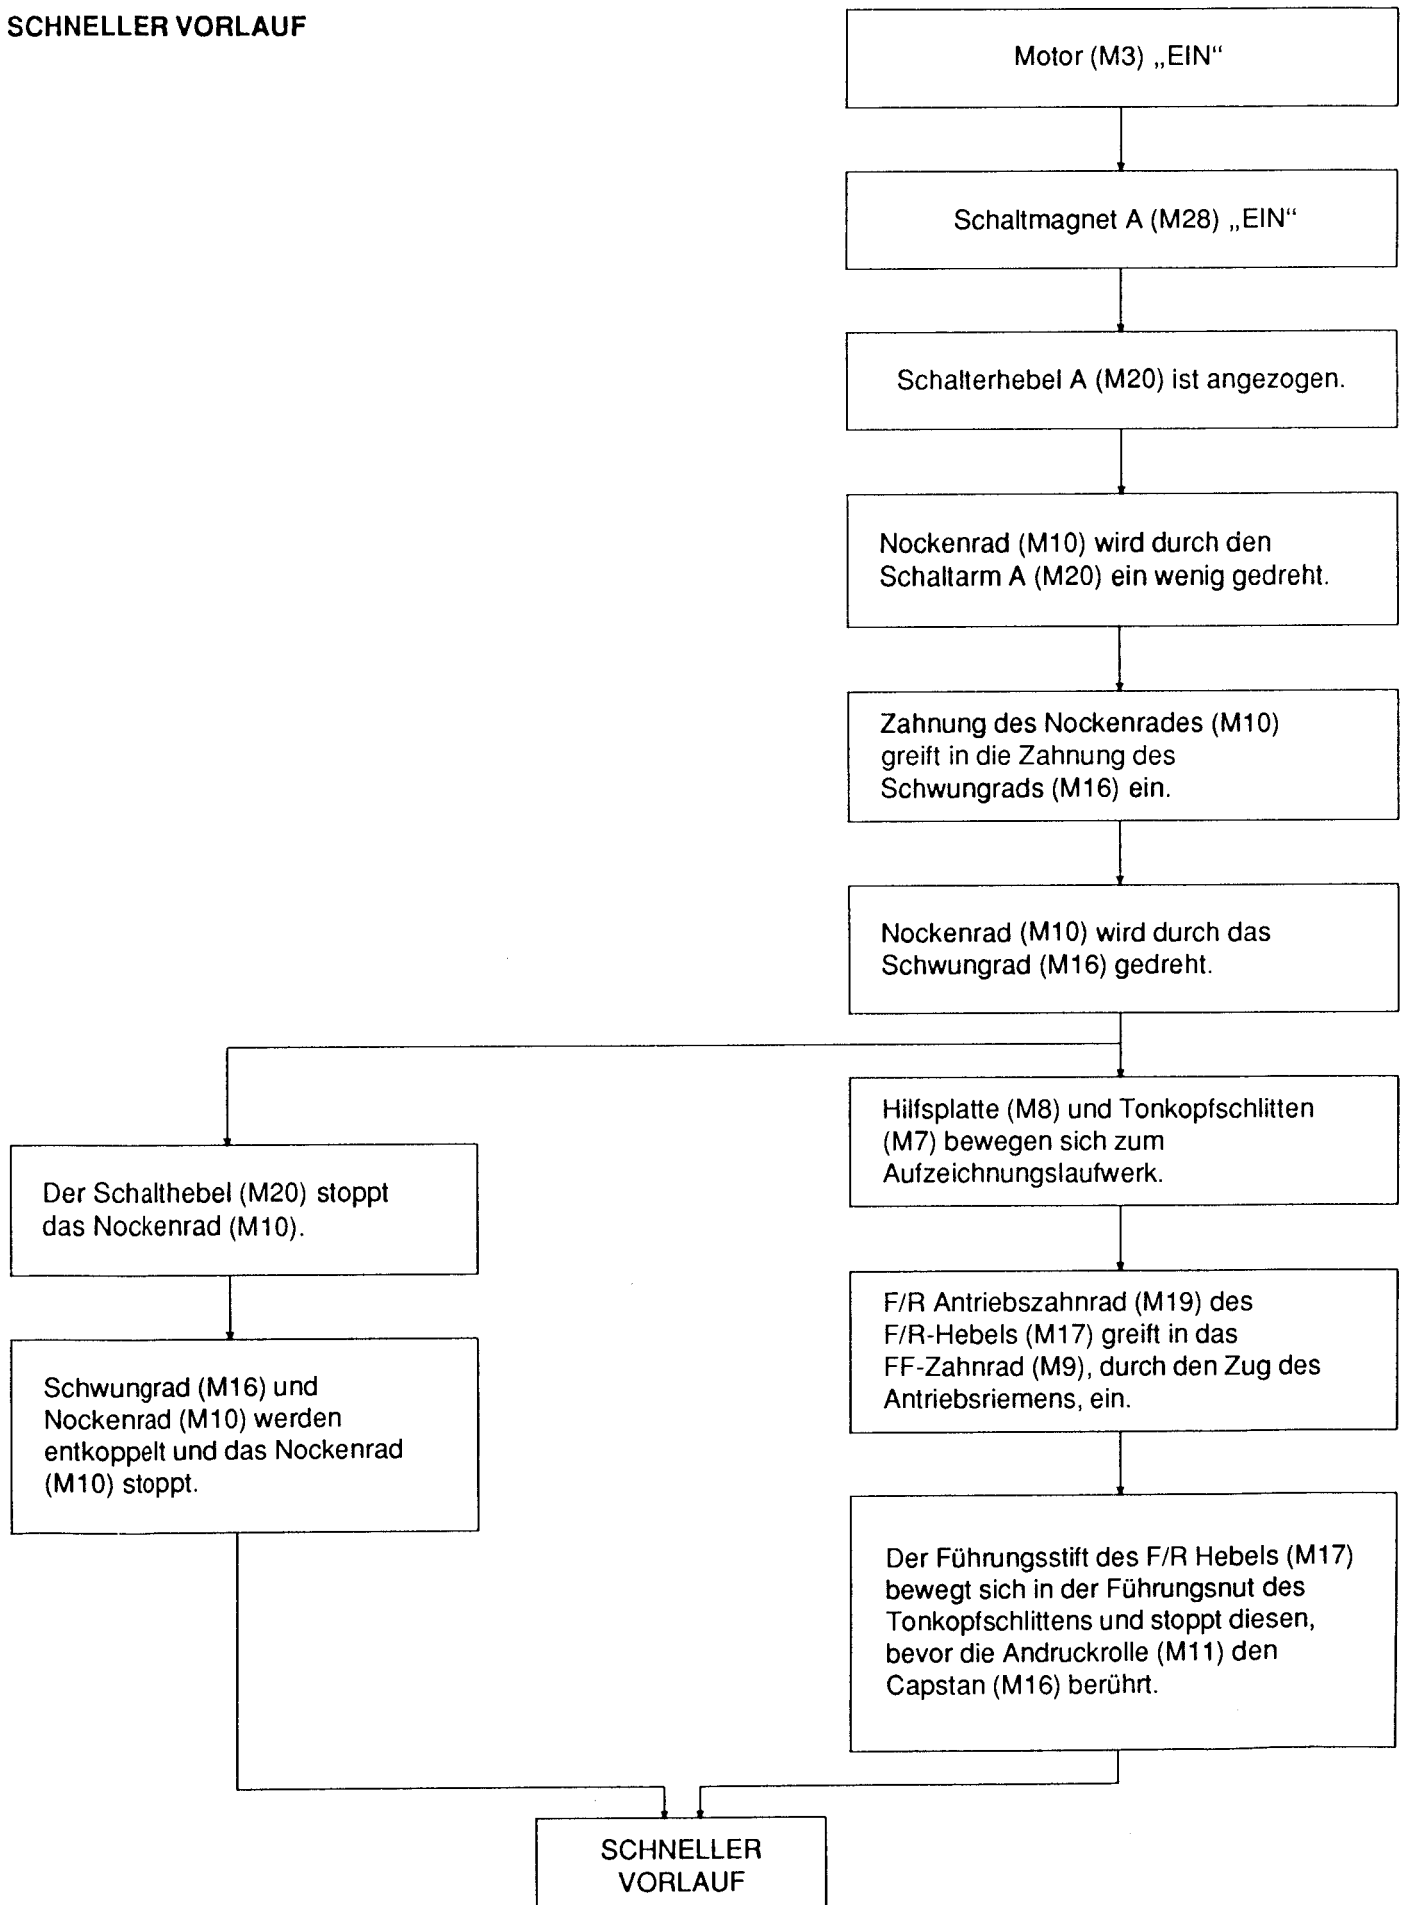 SCHNELLER VORLAUF
Motor (M3) „EIN“
Schaltmagnet A (M28) „EIN“
Schalterhebel A (M20) ist angezogen.
Nockenrad (M10) wird durch den
Schaltarm A (M20) ein wenig gedreht.
Zahnung des Nockenrades (M10)
greift in die Zahnung des
Schwungrads (M16) ein.
Nockenrad (M10) wird durch das
Schwungrad (M16) gedreht.
Der Schalthebel (M20) stoppt
das Nockenrad (M10).
Schwungrad (M16) und
Nockenrad (M10) werden
entkoppelt und das Nockenrad
(M10) stoppt.
Hilfsplatte (M8) und Tonkopfschlitten
(M7) bewegen sich zum
Aufzeichnungslaufwerk.
F/R Antriebszahnrad (M19) des
F/R-Hebels (M17) greift in das
FF-Zahnrad (M9), durch den Zug des
Antriebsriemens, ein.
Der Führungsstift des F/R Hebels (M17)
bewegt sich in der Führungsnut des
Tonkopfschlittens und stoppt diesen,
bevor die Andruckrolle (M11) den
Capstan (M16) berührt.
SCHNELLER
VORLAUF